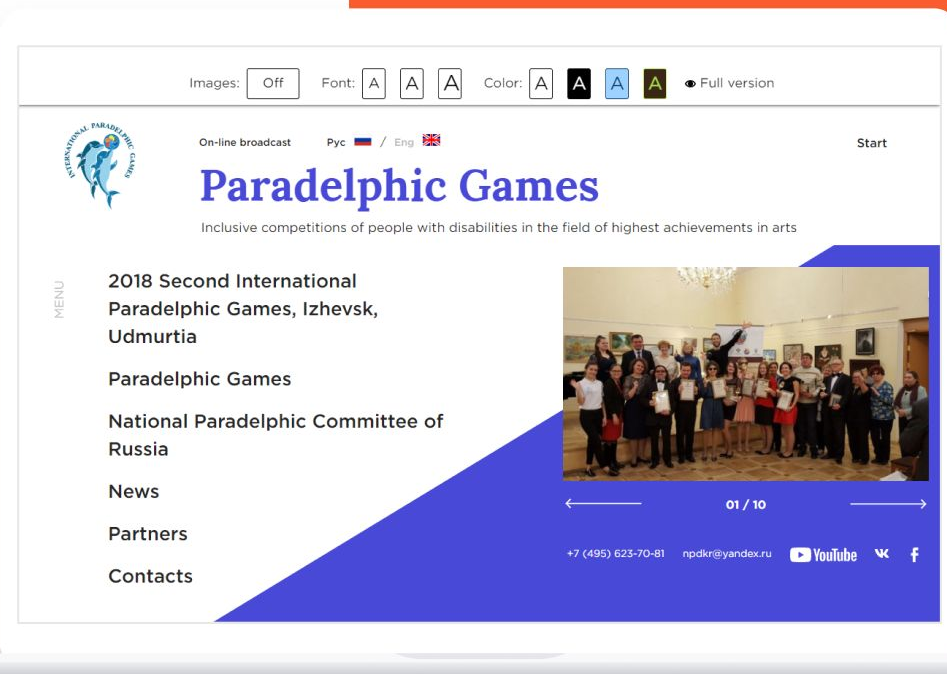 Images: Off Font: A A A Color: A A A A Full version
INTERNATIONAL PARADELPHIC GAMES
On-line broadcast Рус / Eng Start
Paradelphic Games
Inclusive competitions of people with disabilities in the field of highest achievements in arts
MENU
2018 Second International
Paradelphic Games, Izhevsk,
Udmurtia
Paradelphic Games
National Paradelphic Committee of
Russia
News
Partners
Contacts
01 / 10
+7 (495) 623-70-81 npdkr@yandex.ru YouTube